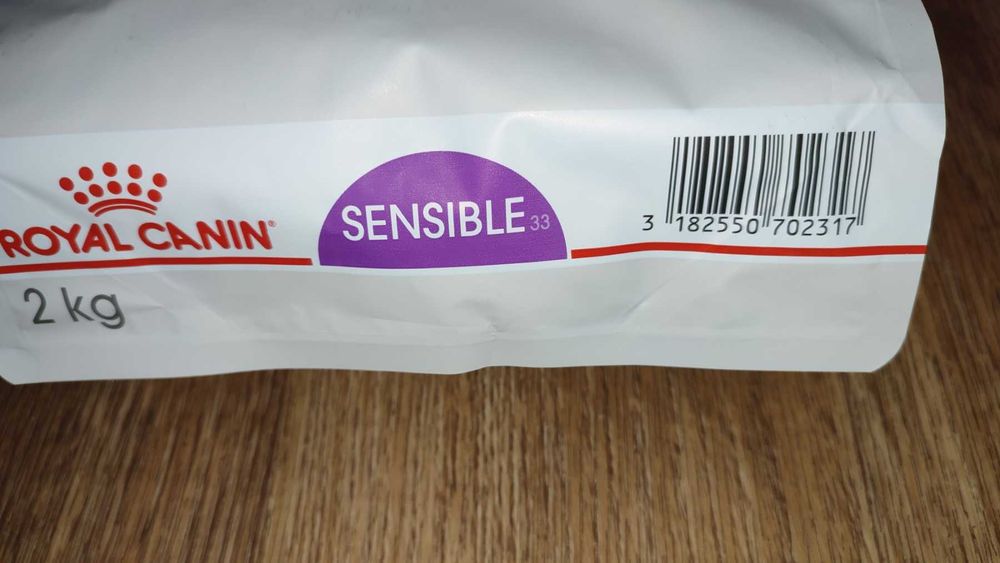 ROYAL CANIN®
SENSIBLE 33
2 kg
3 182550 702317